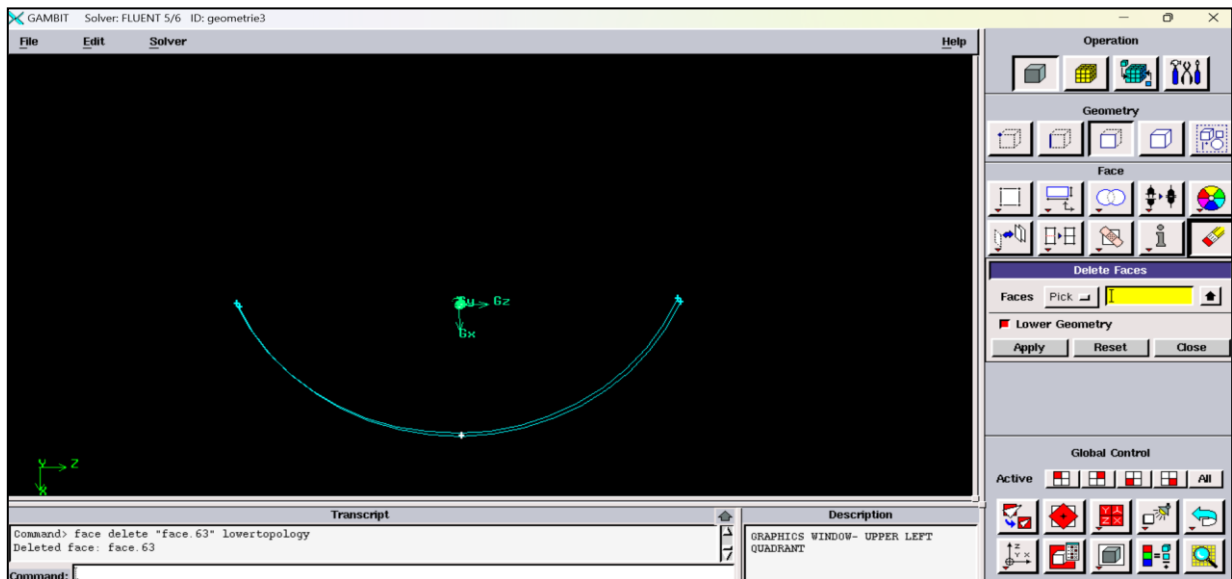 GAMBIT Solver: FLUENT 5/6 ID: geometrie3
File Edit Solver Help
Operation
Geometry
Face
Delete Faces
Faces Pick
Lower Geometry
Apply Reset Close
Gy Gz
Gx
Y Z
X
Global Control
Active All
Transcript
Command> face delete "face.63" lowertopology
Deleted face: face.63
Command:
Description
GRAPHICS WINDOW- UPPER LEFT
QUADRANT